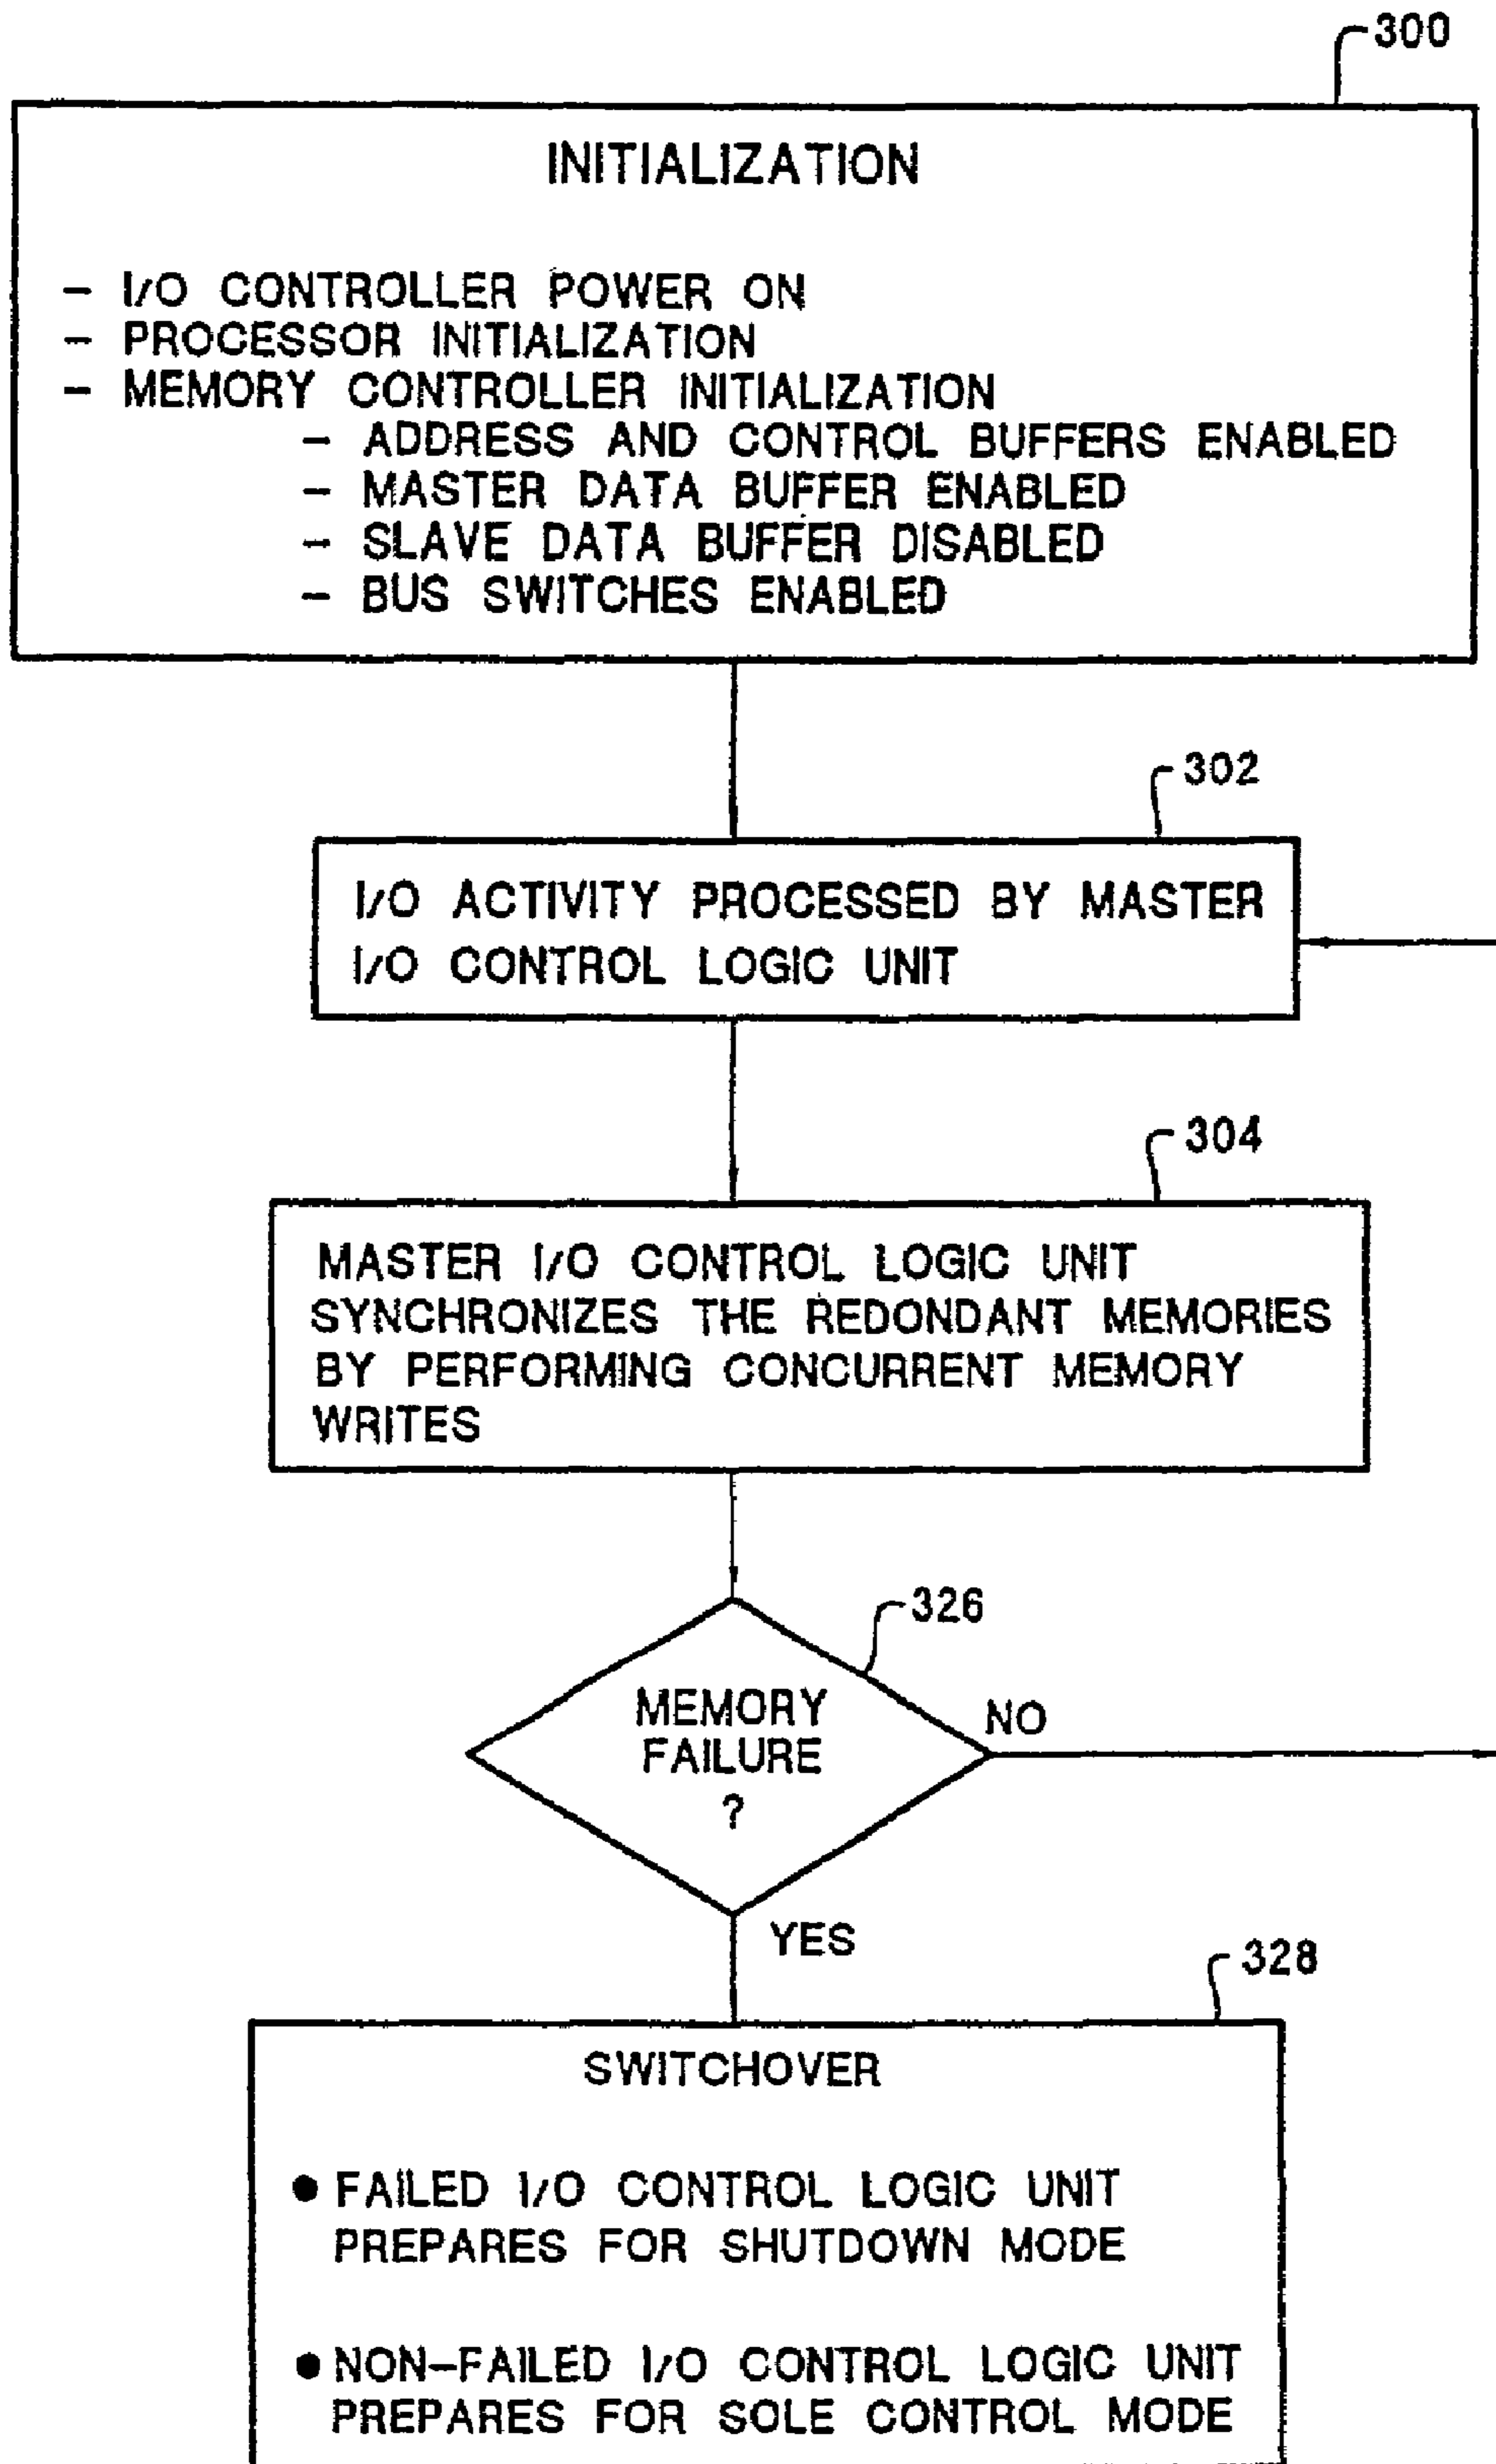 300
INITIALIZATION
- I/O CONTROLLER POWER ON
- PROCESSOR INITIALIZATION
- MEMORY CONTROLLER INITIALIZATION
- ADDRESS AND CONTROL BUFFERS ENABLED
- MASTER DATA BUFFER ENABLED
- SLAVE DATA BUFFER DISABLED
- BUS SWITCHES ENABLED
302
I/O ACTIVITY PROCESSED BY MASTER
I/O CONTROL LOGIC UNIT
304
MASTER I/O CONTROL LOGIC UNIT
SYNCHRONIZES THE REDONDANT MEMORIES
BY PERFORMING CONCURRENT MEMORY
WRITES
326
MEMORY
FAILURE
?
NO
YES
328
SWITCHOVER
● FAILED I/O CONTROL LOGIC UNIT
PREPARES FOR SHUTDOWN MODE
● NON-FAILED I/O CONTROL LOGIC UNIT
PREPARES FOR SOLE CONTROL MODE